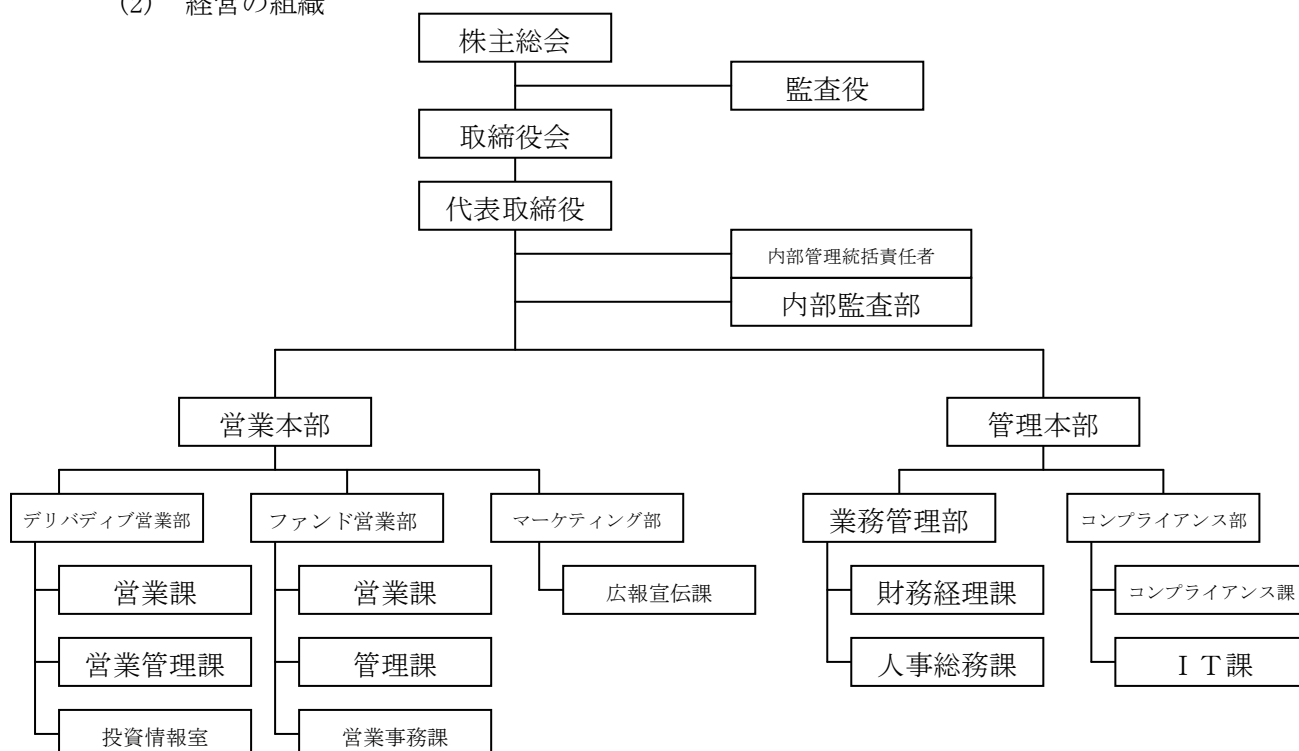 (2) 経営の組織
株主総会
監査役
取締役会
代表取締役
内部管理統括責任者
内部監査部
営業本部
管理本部
デリバディブ営業部
ファンド営業部
マーケティング部
業務管理部
コンプライアンス部
営業課
営業課
広報宣伝課
財務経理課
コンプライアンス課
営業管理課
管理課
人事総務課
ＩＴ課
投資情報室
営業事務課